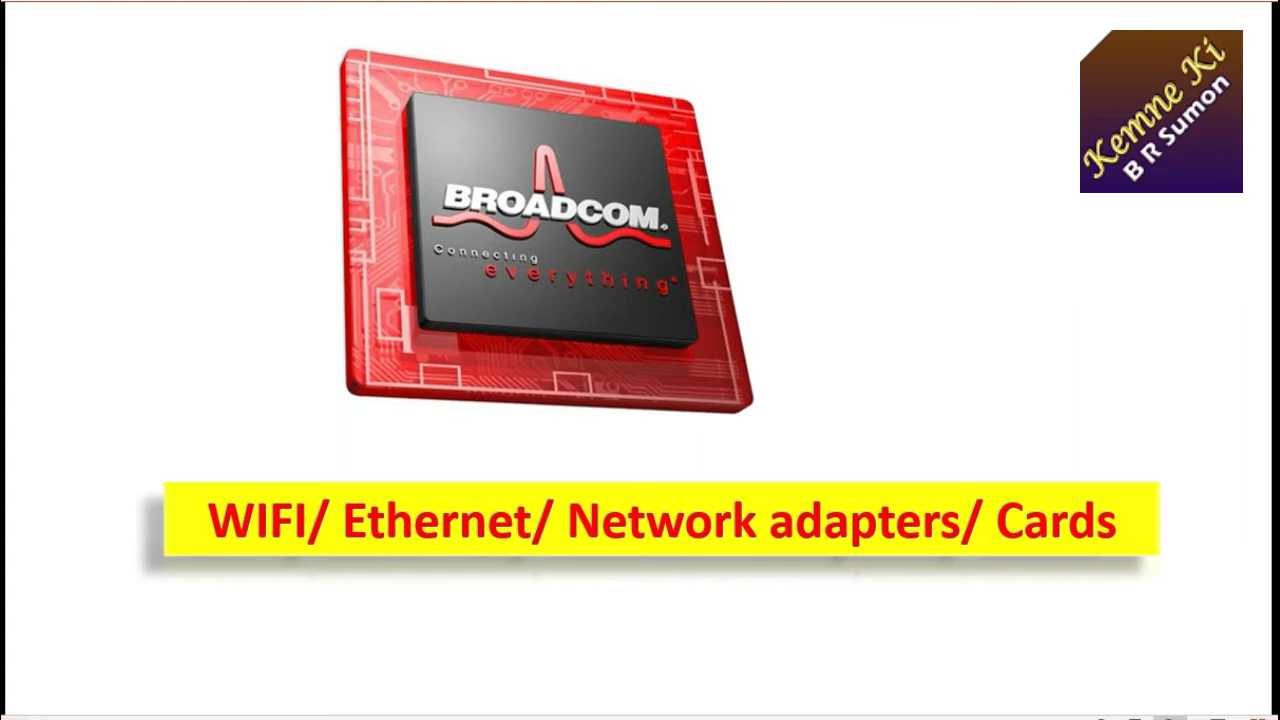 Kemne Ki
B R Sumon
BROADCOM®
Connecting
everything®
WIFI/ Ethernet/ Network adapters/ Cards